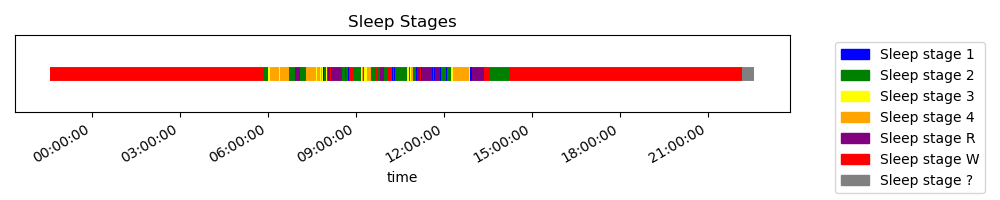 Sleep Stages
00:00:00
03:00:00
06:00:00
09:00:00
12:00:00
15:00:00
18:00:00
21:00:00
time
Sleep stage 1
Sleep stage 2
Sleep stage 3
Sleep stage 4
Sleep stage R
Sleep stage W
Sleep stage ?